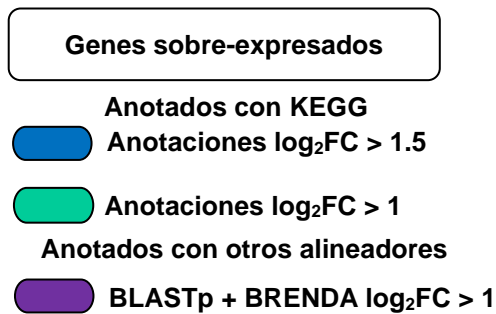 Genes sobre-expresados
Anotados con KEGG
Anotaciones log₂FC > 1.5
Anotaciones log₂FC > 1
Anotados con otros alineadores
BLASTp + BRENDA log₂FC > 1